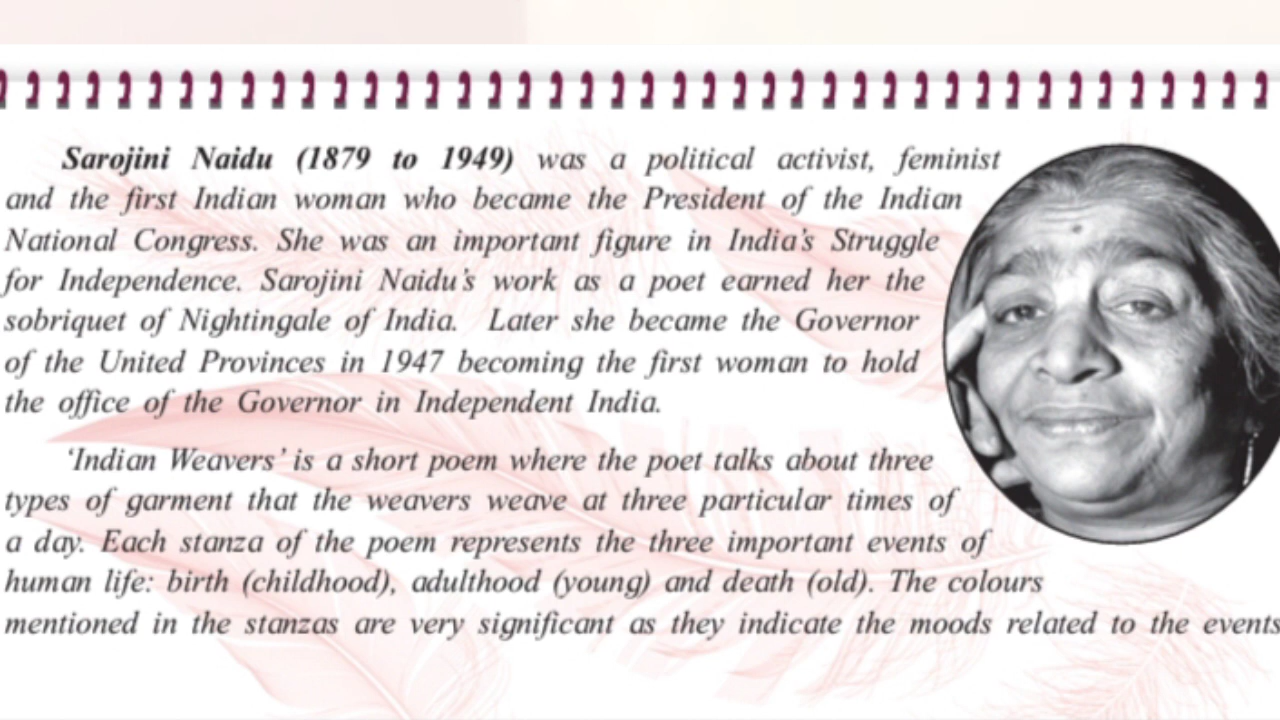 Sarojini Naidu (1879 to 1949) was a political activist, feminist
and the first Indian woman who became the President of the Indian
National Congress. She was an important figure in India's Struggle
for Independence. Sarojini Naidu's work as a poet earned her the
sobriquet of Nightingale of India. Later she became the Governor
of the United Provinces in 1947 becoming the first woman to hold
the office of the Governor in Independent India.
'Indian Weavers' is a short poem where the poet talks about three
types of garment that the weavers weave at three particular times of
a day. Each stanza of the poem represents the three important events of
human life: birth (childhood), adulthood (young) and death (old). The colours
mentioned in the stanzas are very significant as they indicate the moods related to the events